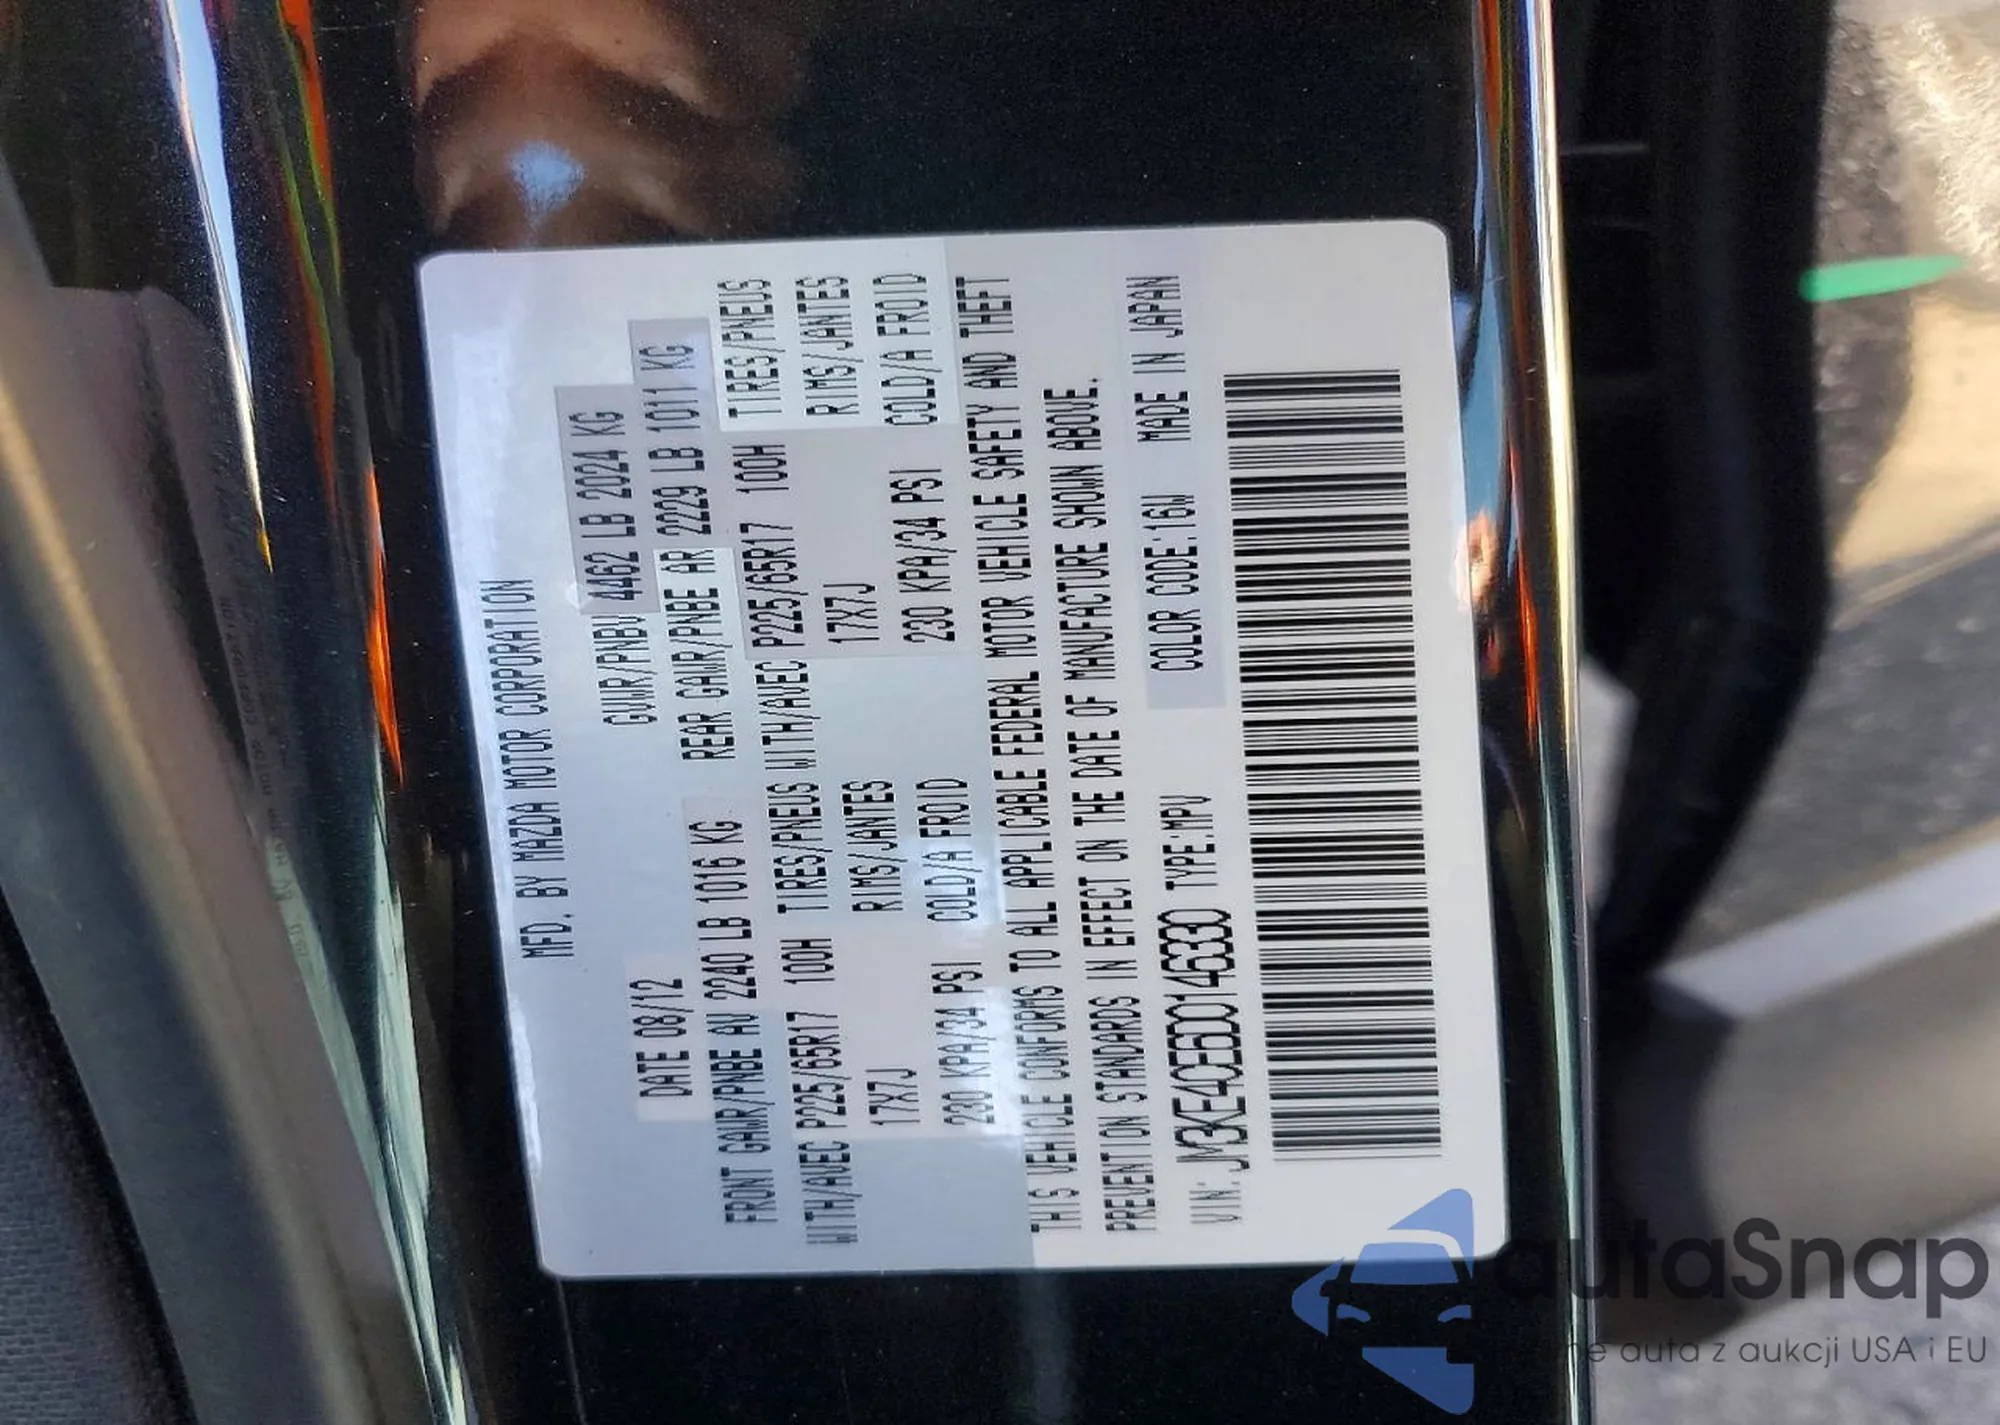 MFD. BY MAZDA MOTOR CORPORATION
DATE 08/12 GVWR/PNBV 4462 LB 2024 KG
FRONT GAWR/PNBE AV 2240 LB 1016 KG REAR GAWR/PNBE AR 2229 LB 1011 KG
WITH/AVEC P225/65R17 100H TIRES/PNEUS WITH/AVEC P225/65R17 100H TIRES/PNEUS
17X7J RIMS/JANTES 17X7J RIMS/JANTES
230 KPA/34 PSI COLD/A FROID 230 KPA/34 PSI COLD/A FROID
THIS VEHICLE CONFORMS TO ALL APPLICABLE FEDERAL MOTOR VEHICLE SAFETY AND THEFT
PREVENTION STANDARDS IN EFFECT ON THE DATE OF MANUFACTURE SHOWN ABOVE.
VIN: JM3KE4CE6D0146330 TYPE:MPV COLOR CODE:16W MADE IN JAPAN
autaSnap
auta z aukcji USA i EU